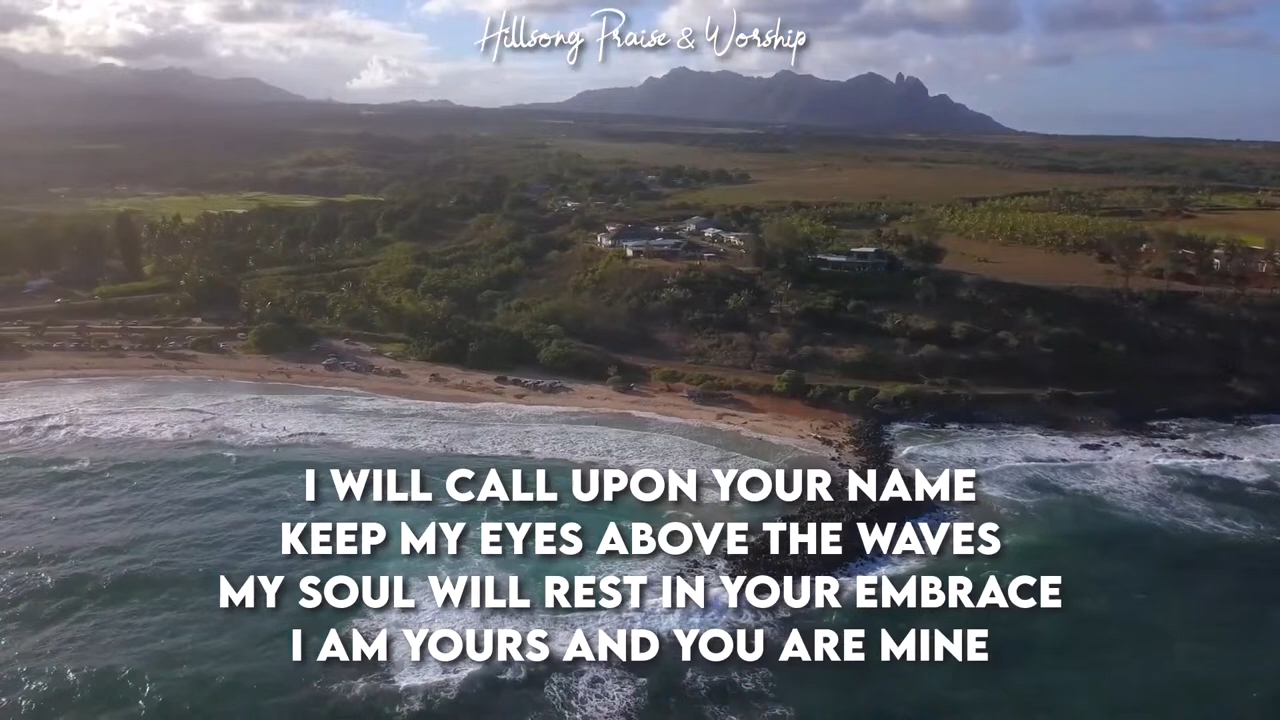 Hillsong Praise & Worship
I WILL CALL UPON YOUR NAME
KEEP MY EYES ABOVE THE WAVES
MY SOUL WILL REST IN YOUR EMBRACE
I AM YOURS AND YOU ARE MINE